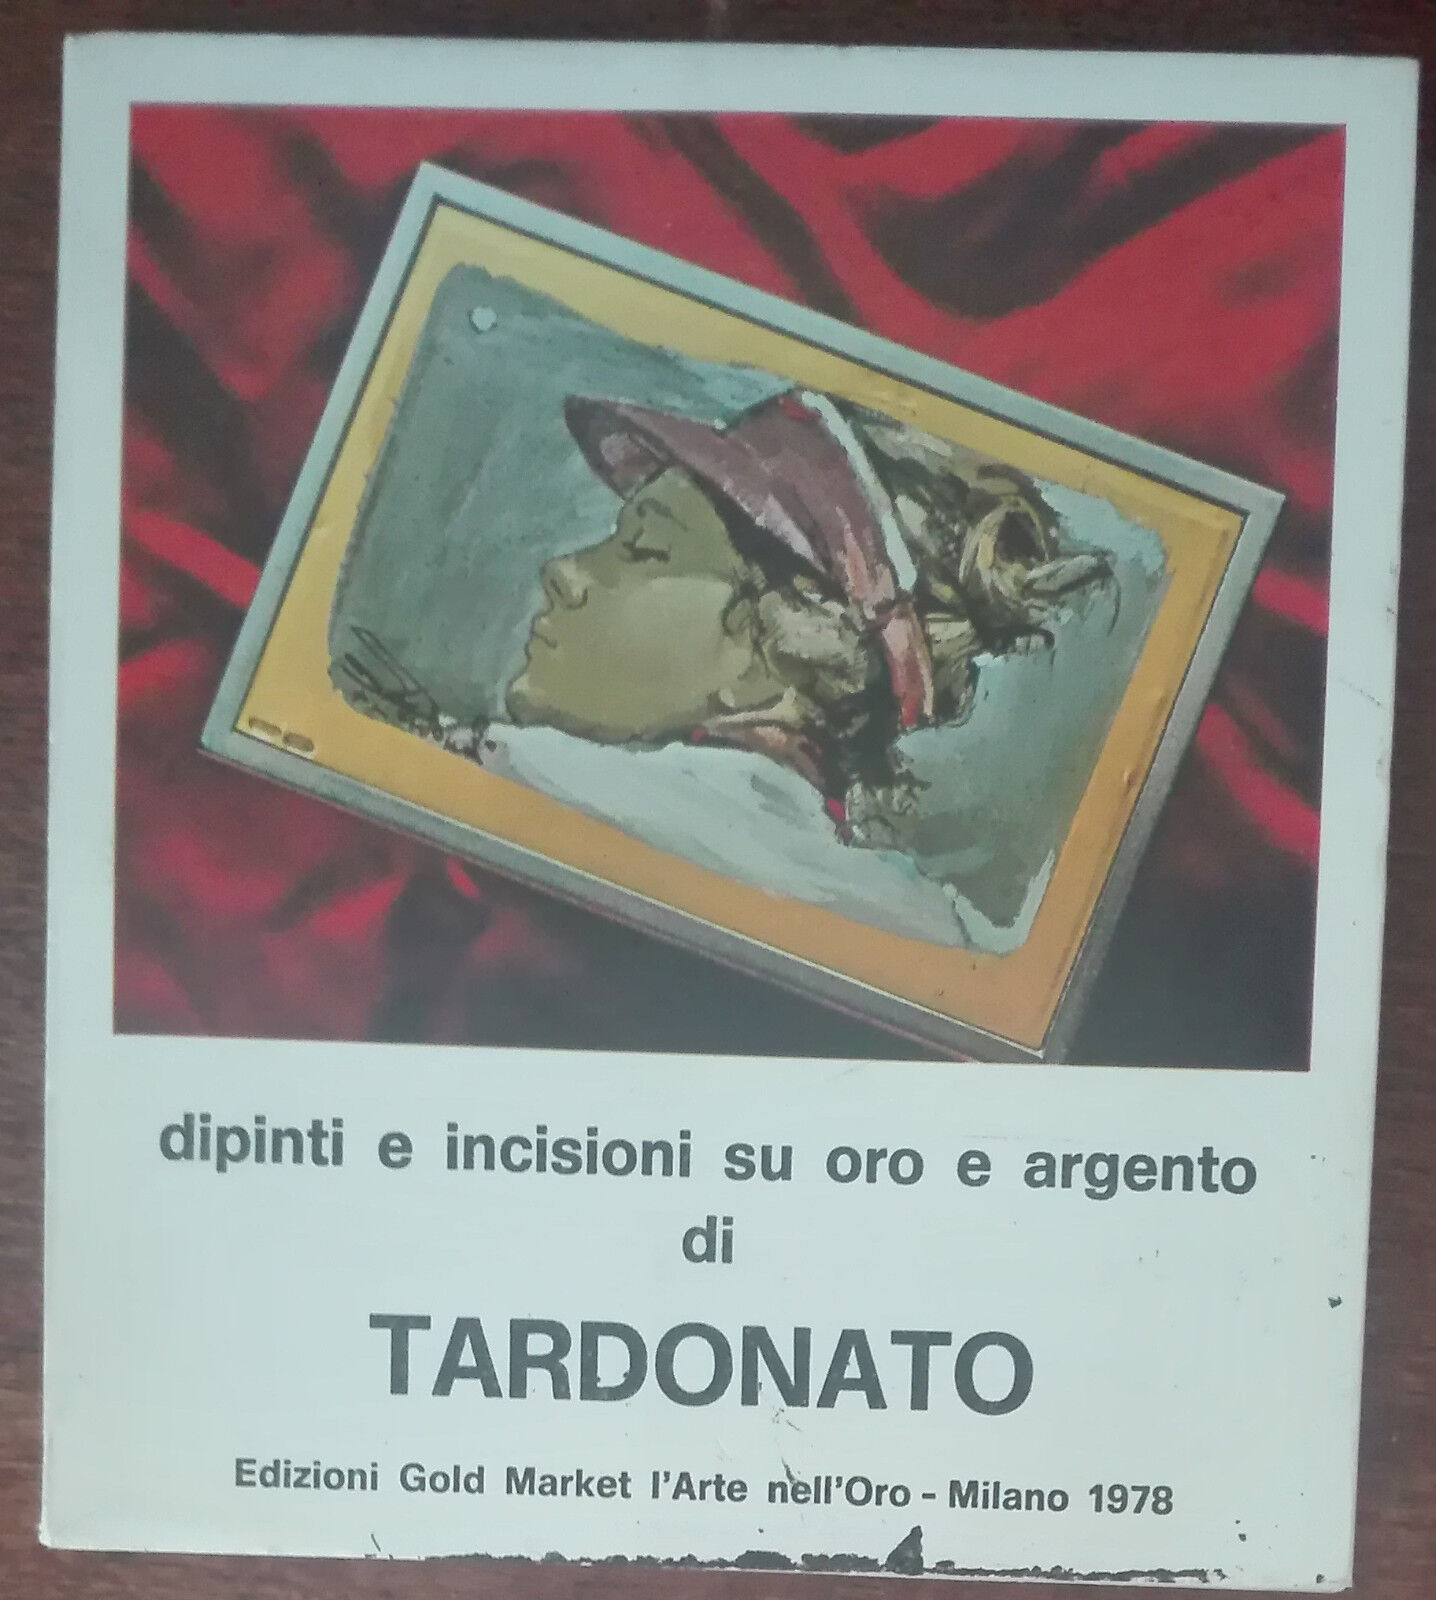 dipinti e incisioni su oro e argento
di
TARDONATO
Edizioni Gold Market l'Arte nell'Oro - Milano 1978